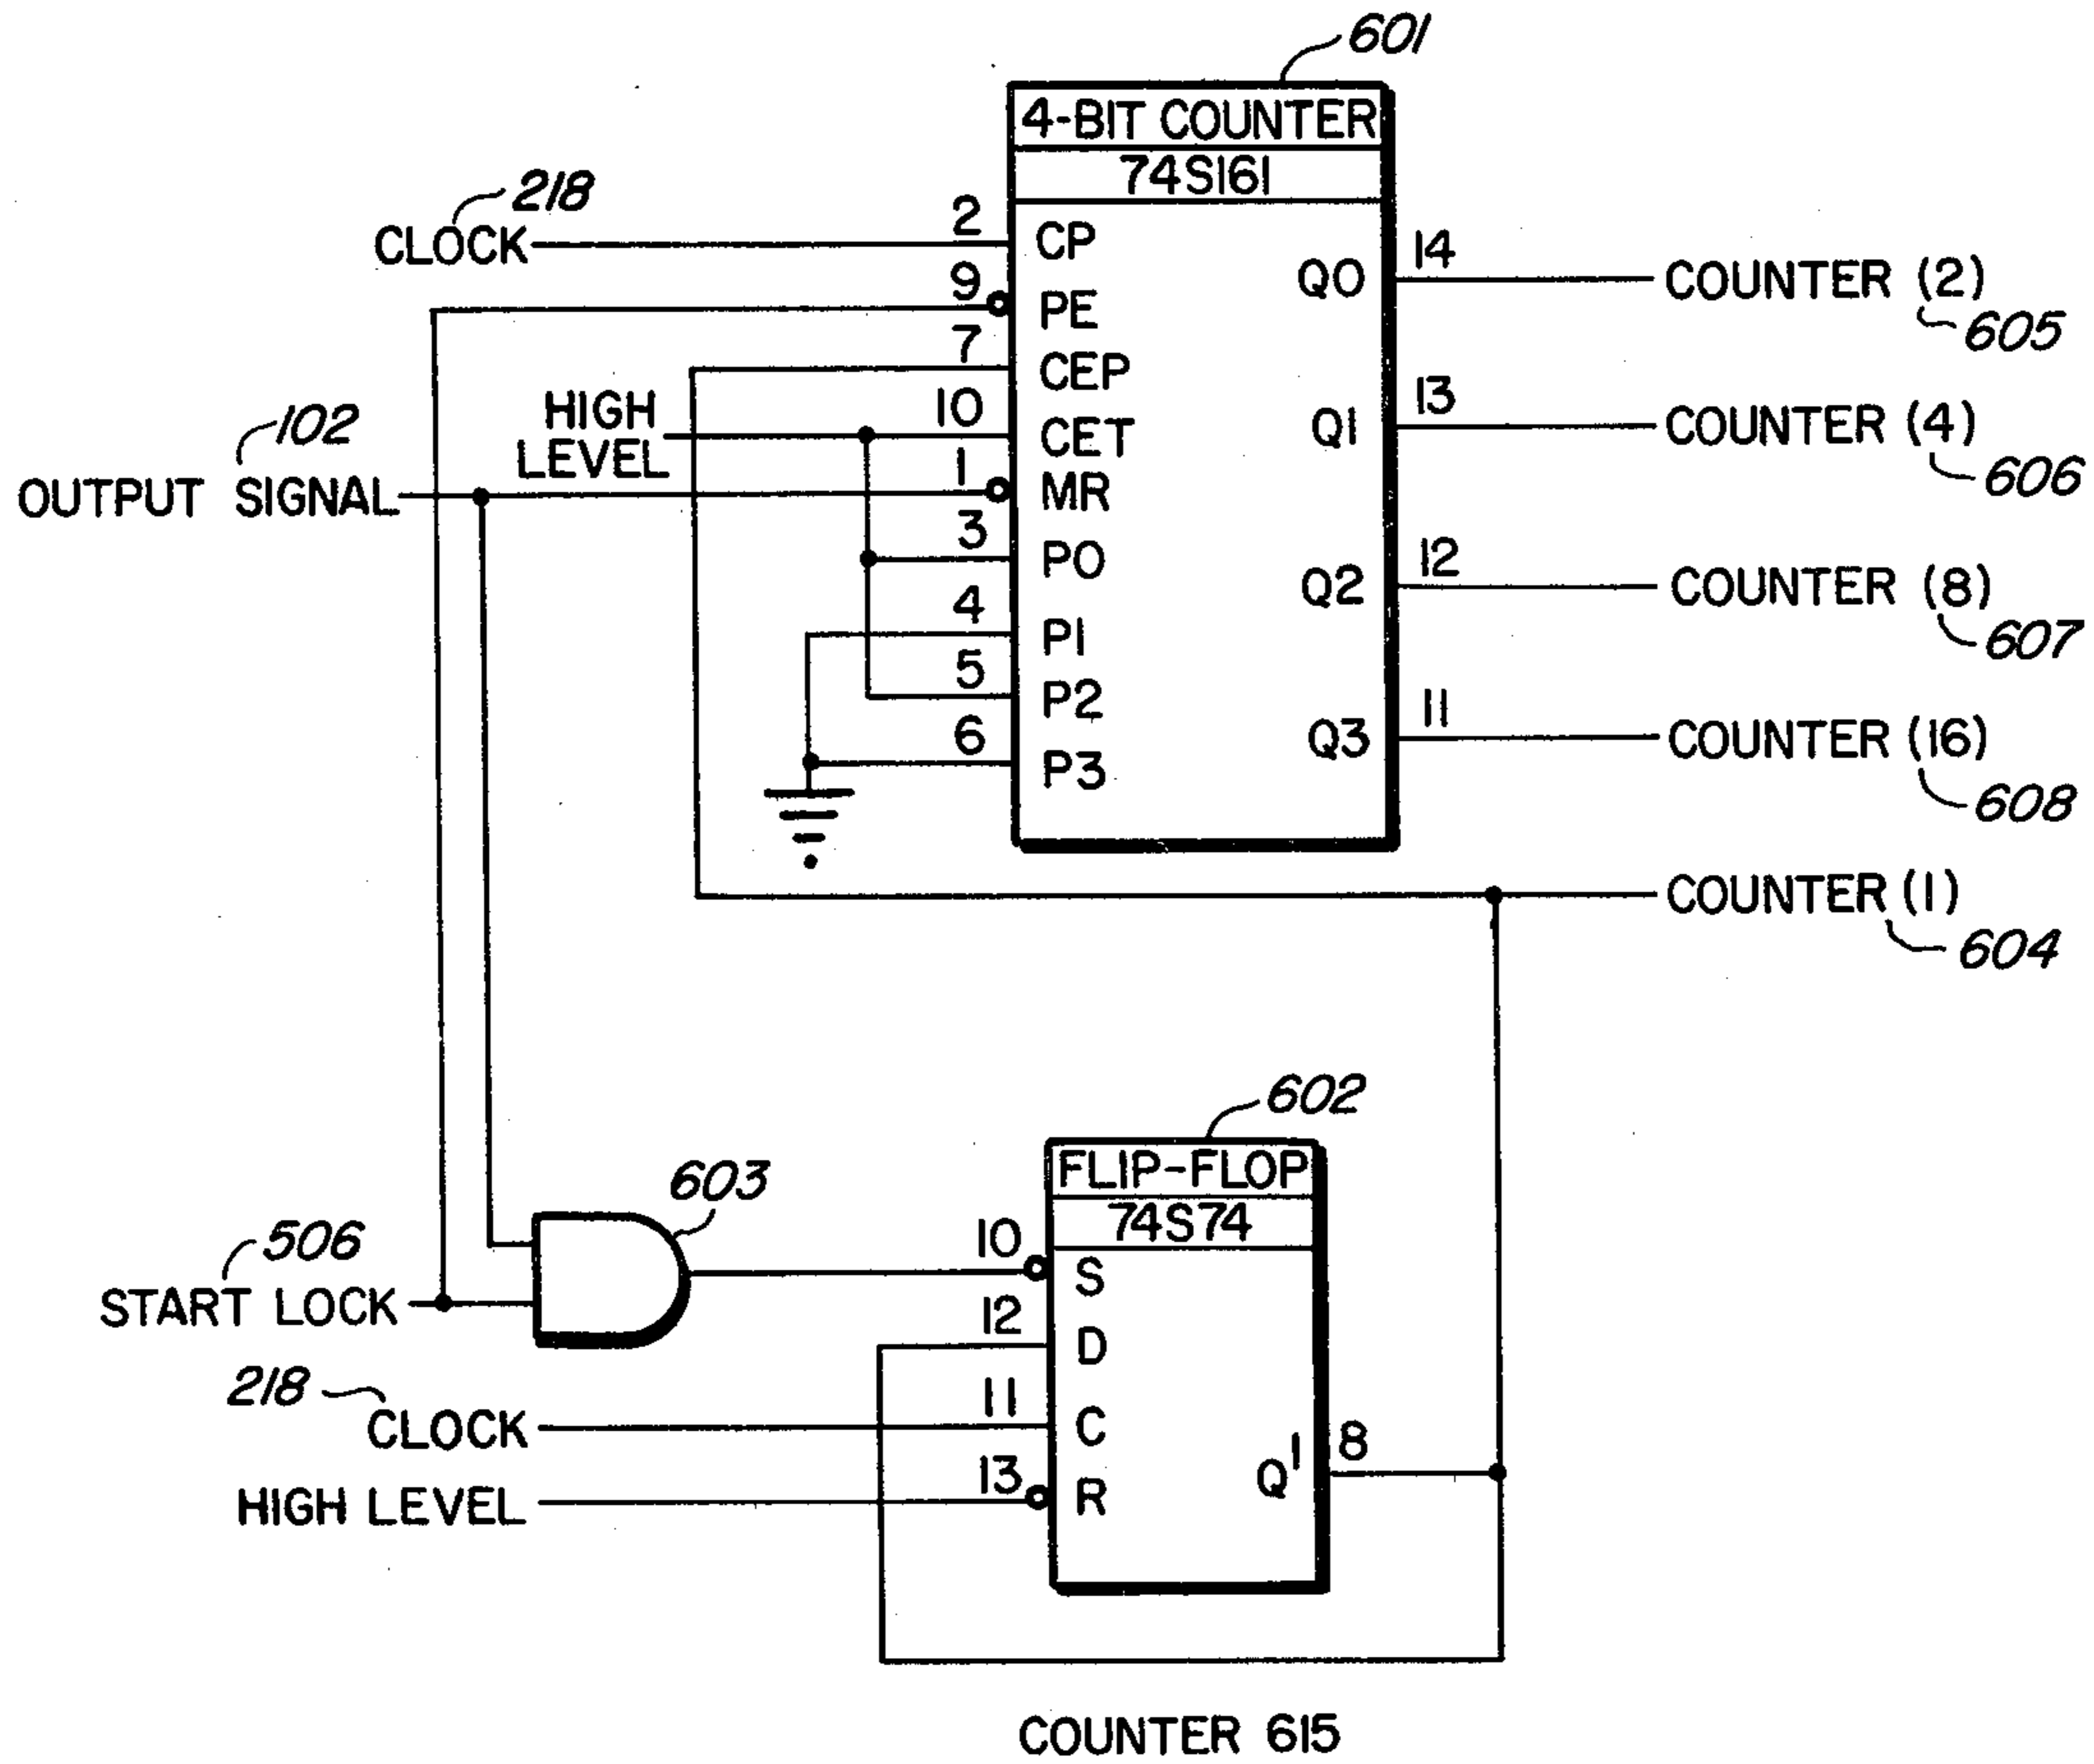 601
4-BIT COUNTER
74S161
218
CLOCK
2
CP
9
PE
7
CEP
HIGH LEVEL
10
CET
102
OUTPUT SIGNAL
1
MR
3
P0
4
P1
5
P2
6
P3
Q0
14
COUNTER (2)
605
Q1
13
COUNTER (4)
606
Q2
12
COUNTER (8)
607
Q3
11
COUNTER (16)
608
COUNTER (1)
604
602
FLIP-FLOP
74S74
603
506
START LOCK
10
S
12
D
218
CLOCK
11
C
HIGH LEVEL
13
R
Q'
8
COUNTER 615